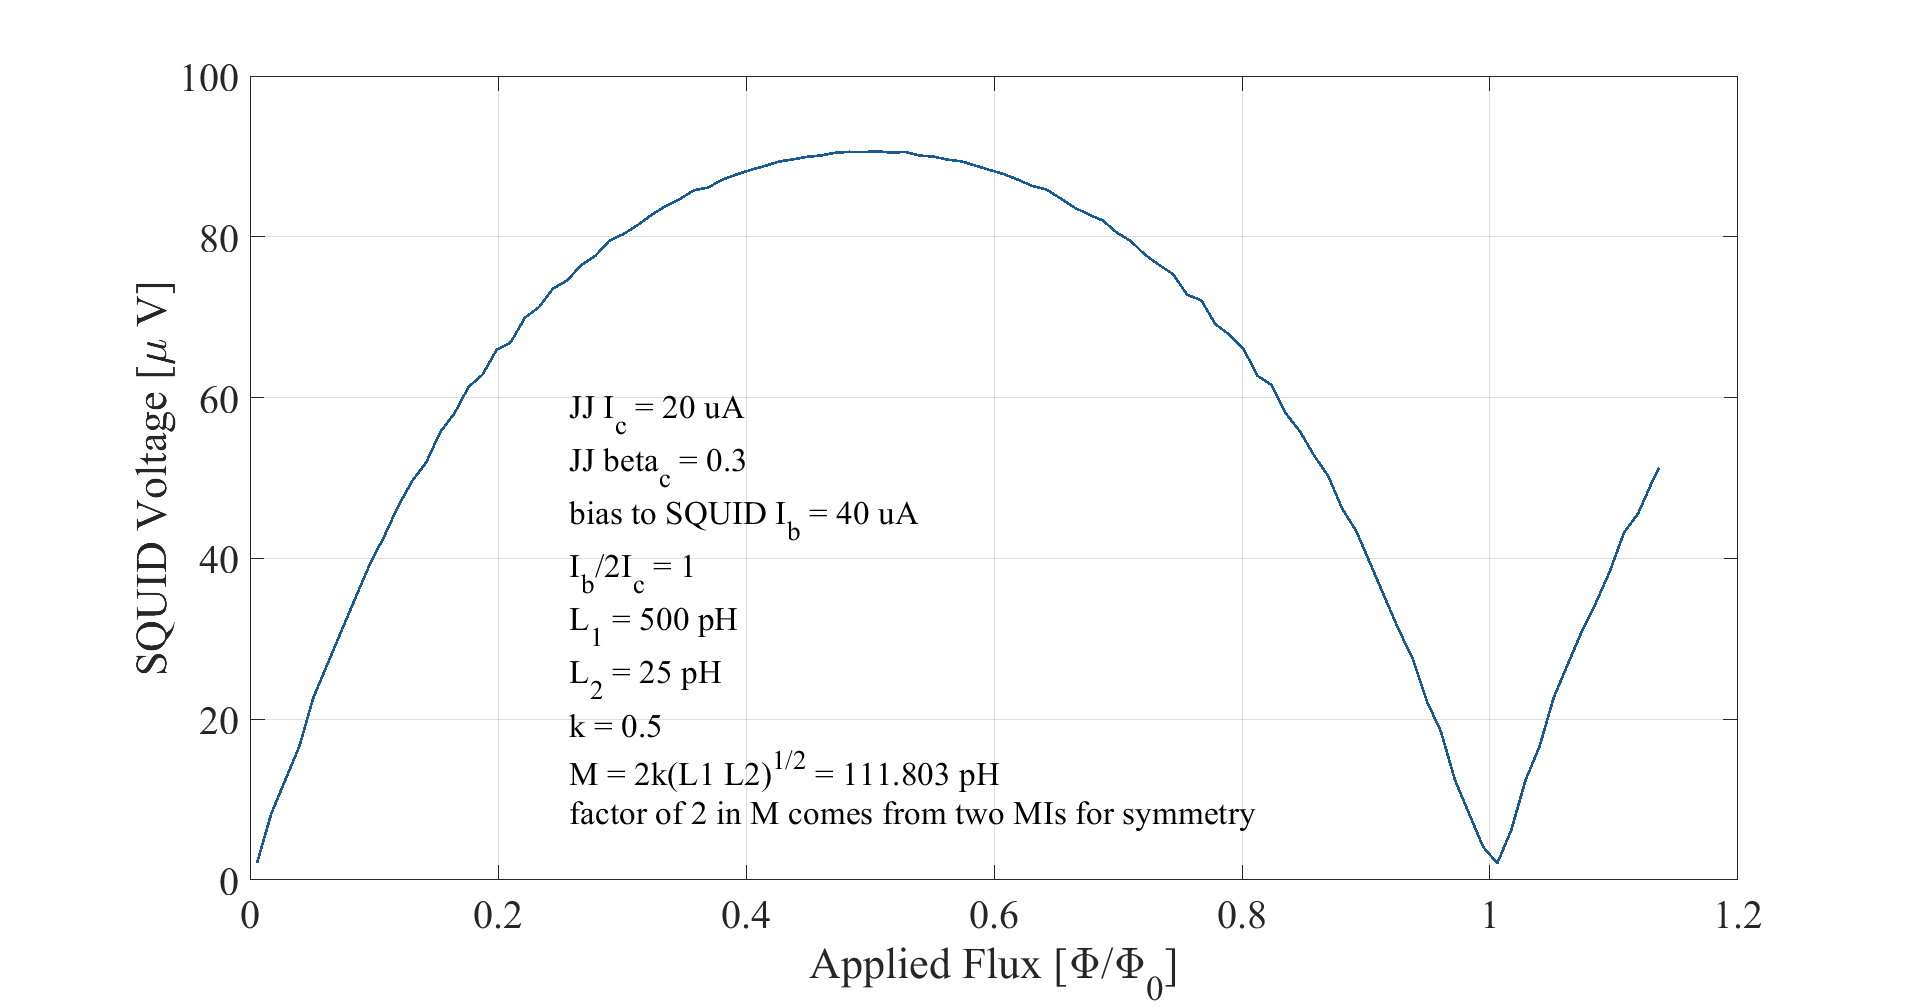 100
80
60
40
20
0
SQUID Voltage [μ V]
JJ I_c = 20 uA
JJ beta_c = 0.3
bias to SQUID I_b = 40 uA
I_b/2I_c = 1
L_1 = 500 pH
L_2 = 25 pH
k = 0.5
M = 2k(L1 L2)^1/2 = 111.803 pH
factor of 2 in M comes from two MIs for symmetry
0 0.2 0.4 0.6 0.8 1 1.2
Applied Flux [Φ/Φ_0]